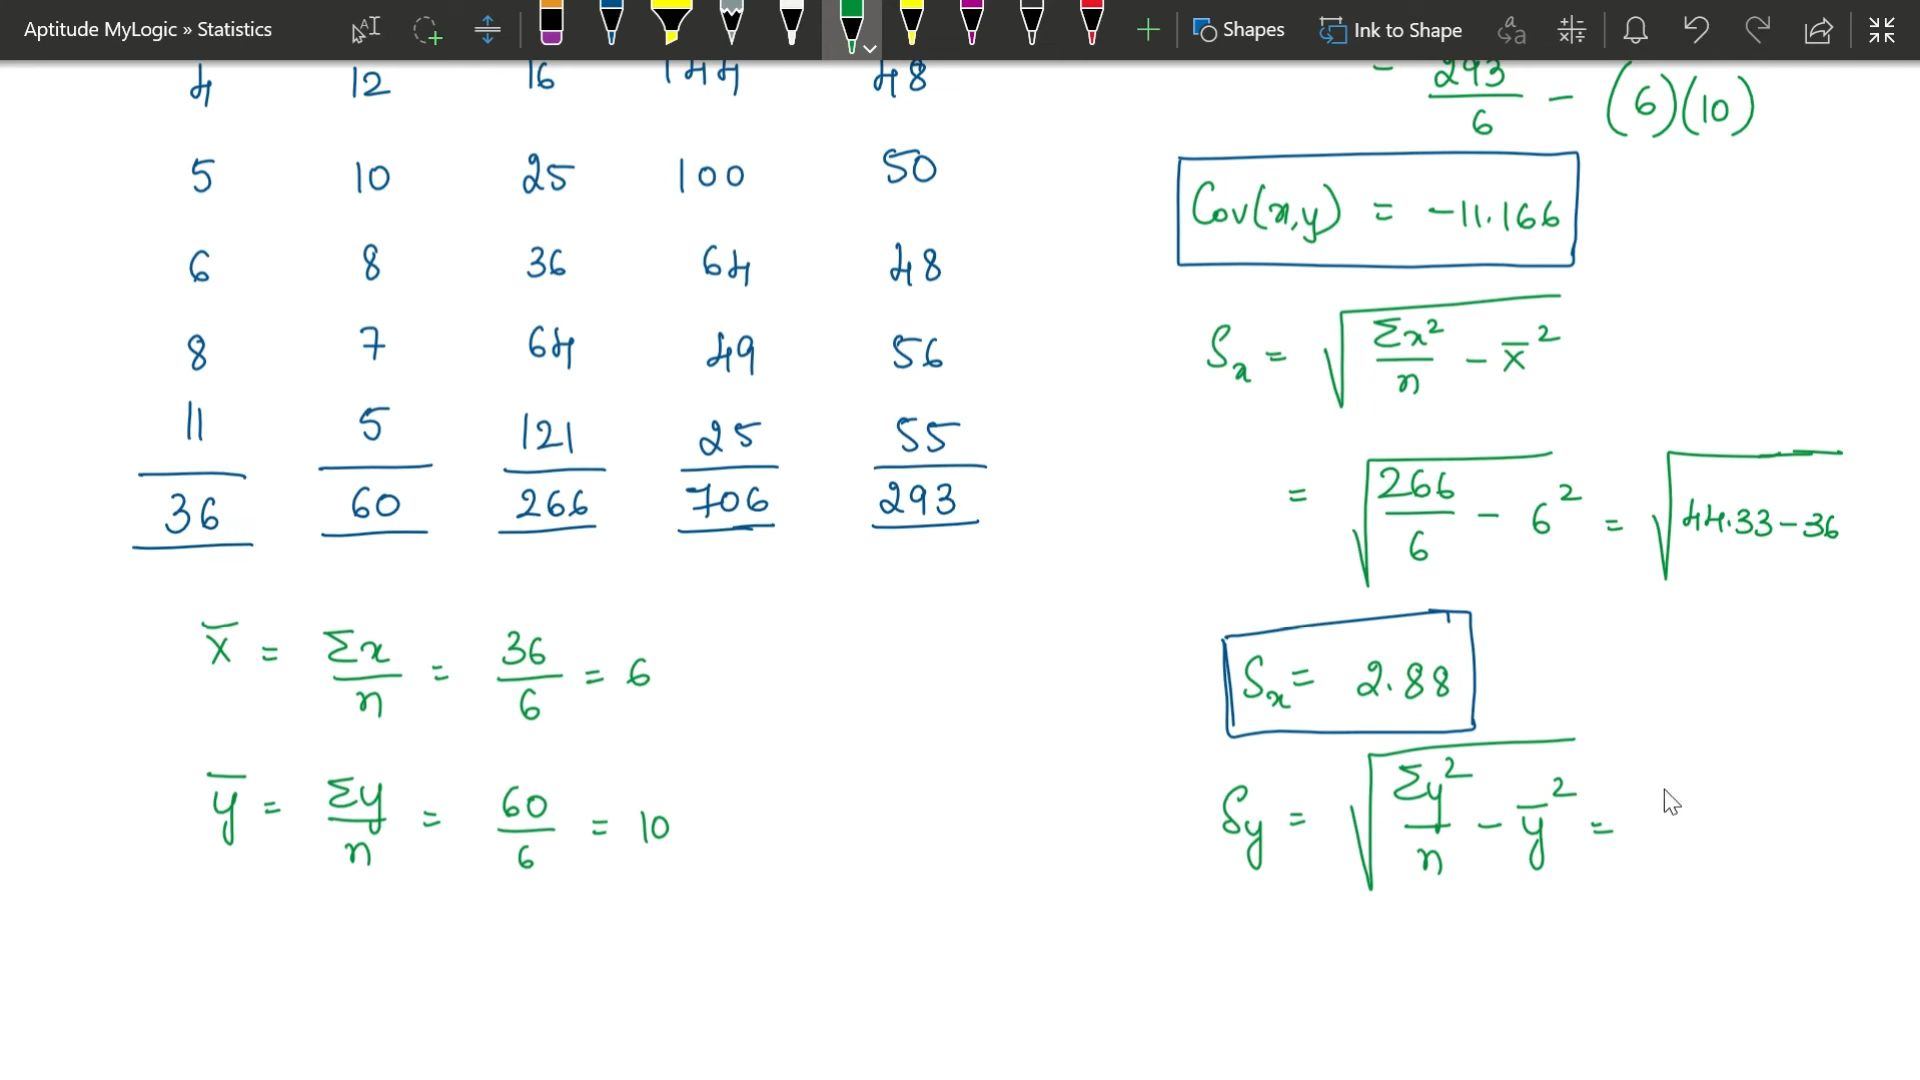 Aptitude MyLogic » Statistics
Shapes
Ink to Shape
4 12 16 144 48
5 10 25 100 50
6 8 36 64 48
8 7 64 49 56
11 5 121 25 55
36 60 266 706 293
x̄ = Σx/n = 36/6 = 6
ȳ = Σy/n = 60/6 = 10
= 293/6 - (6)(10)
Cov(x,y) = -11.166
Sx = √(Σx²/n - x̄²)
= √(266/6 - 6²) = √(44.33-36)
Sx = 2.88
Sy = √(Σy²/n - ȳ²) =